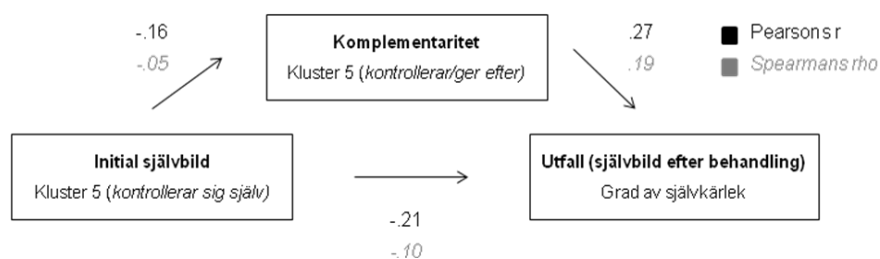 -.16
-.05
Komplementaritet
Kluster 5 (kontrollerar/ger efter)
.27
.19
Pearsons r
Spearmans rho
Initial självbild
Kluster 5 (kontrollerar sig själv)
Utfall (självbild efter behandling)
Grad av självkärlek
-.21
-.10